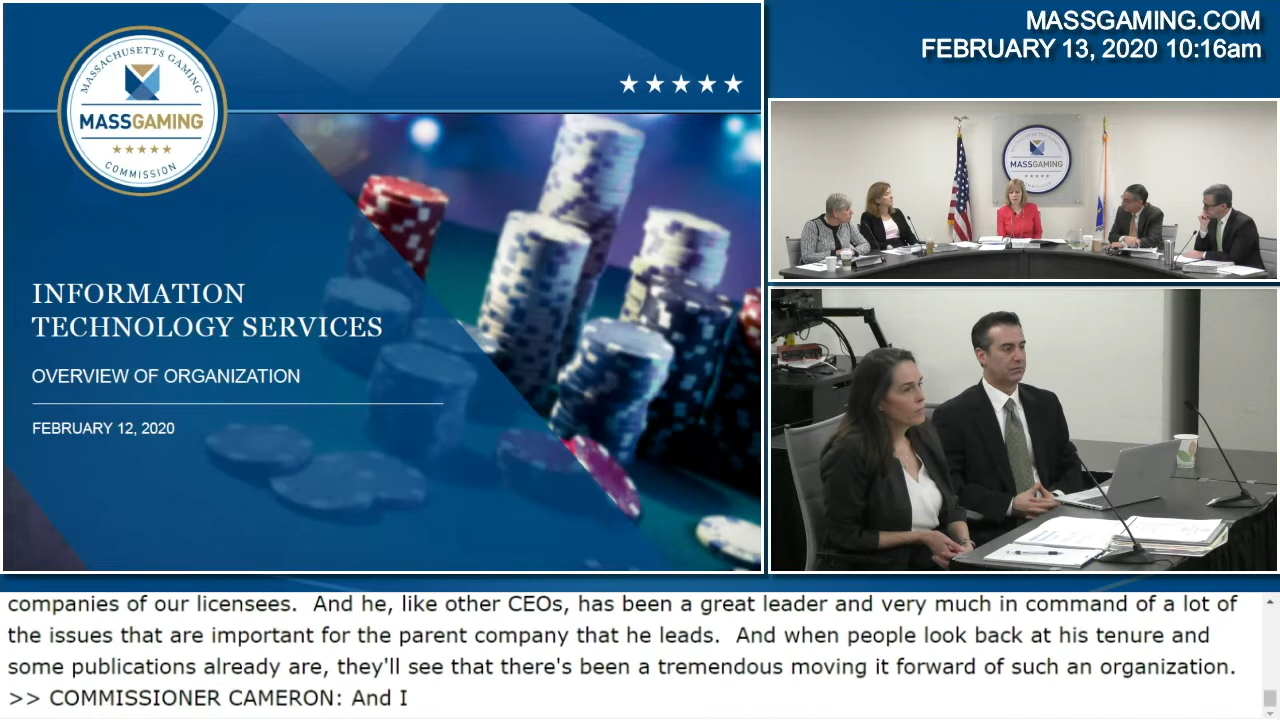 MASSACHUSETTS GAMING
MASSGAMING
COMMISSION
INFORMATION
TECHNOLOGY SERVICES
OVERVIEW OF ORGANIZATION
FEBRUARY 12, 2020
MASSGAMING.COM
FEBRUARY 13, 2020 10:16am
MASSGAMING
companies of our licensees.  And he, like other CEOs, has been a great leader and very much in command of a lot of
the issues that are important for the parent company that he leads.  And when people look back at his tenure and
some publications already are, they'll see that there's been a tremendous moving it forward of such an organization.
>> COMMISSIONER CAMERON: And I